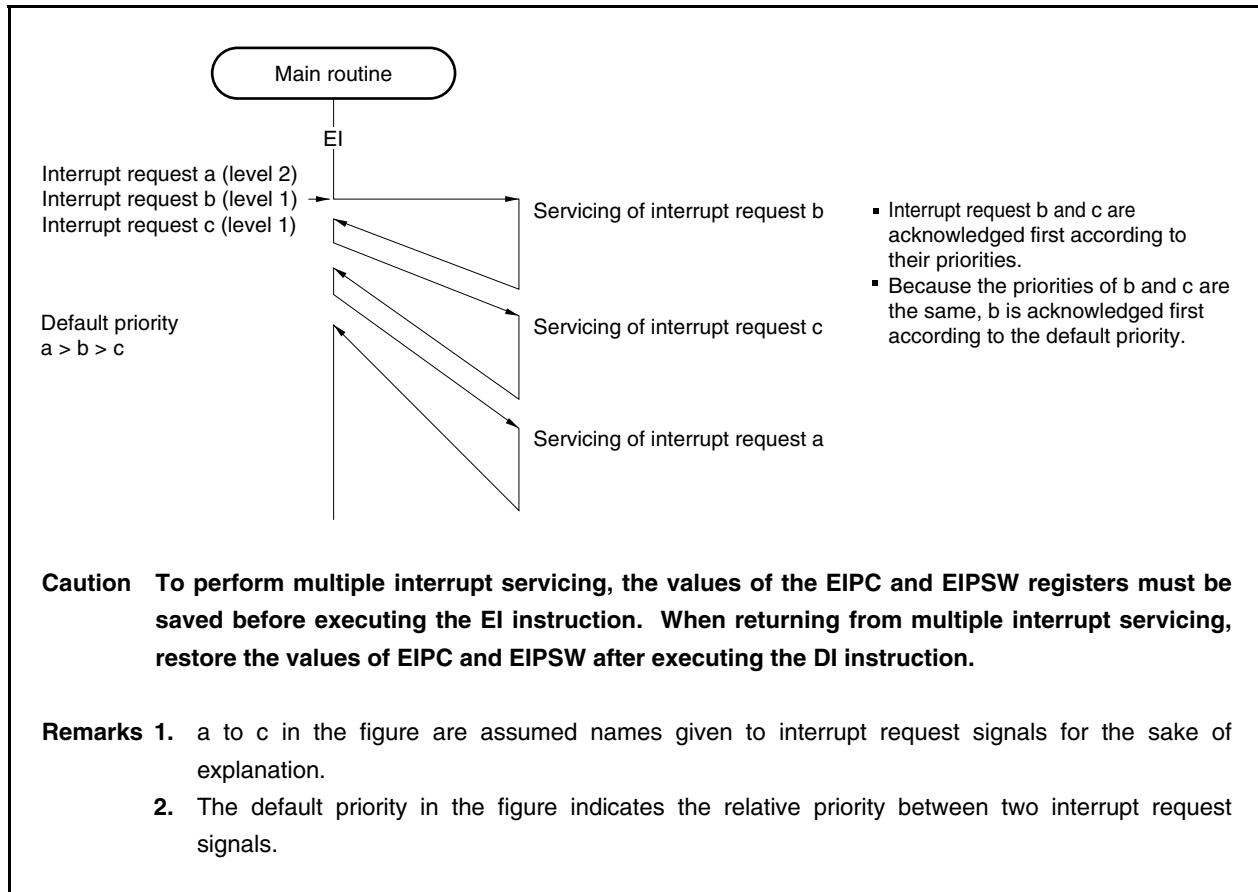 Main routine
EI
Interrupt request a (level 2)
Interrupt request b (level 1)
Interrupt request c (level 1)
Servicing of interrupt request b
▪ Interrupt request b and c are
acknowledged first according to
their priorities.
▪ Because the priorities of b and c are
the same, b is acknowledged first
according to the default priority.
Default priority
a > b > c
Servicing of interrupt request c
Servicing of interrupt request a
Caution To perform multiple interrupt servicing, the values of the EIPC and EIPSW registers must be
saved before executing the EI instruction. When returning from multiple interrupt servicing,
restore the values of EIPC and EIPSW after executing the DI instruction.
Remarks 1. a to c in the figure are assumed names given to interrupt request signals for the sake of
explanation.
2. The default priority in the figure indicates the relative priority between two interrupt request
signals.